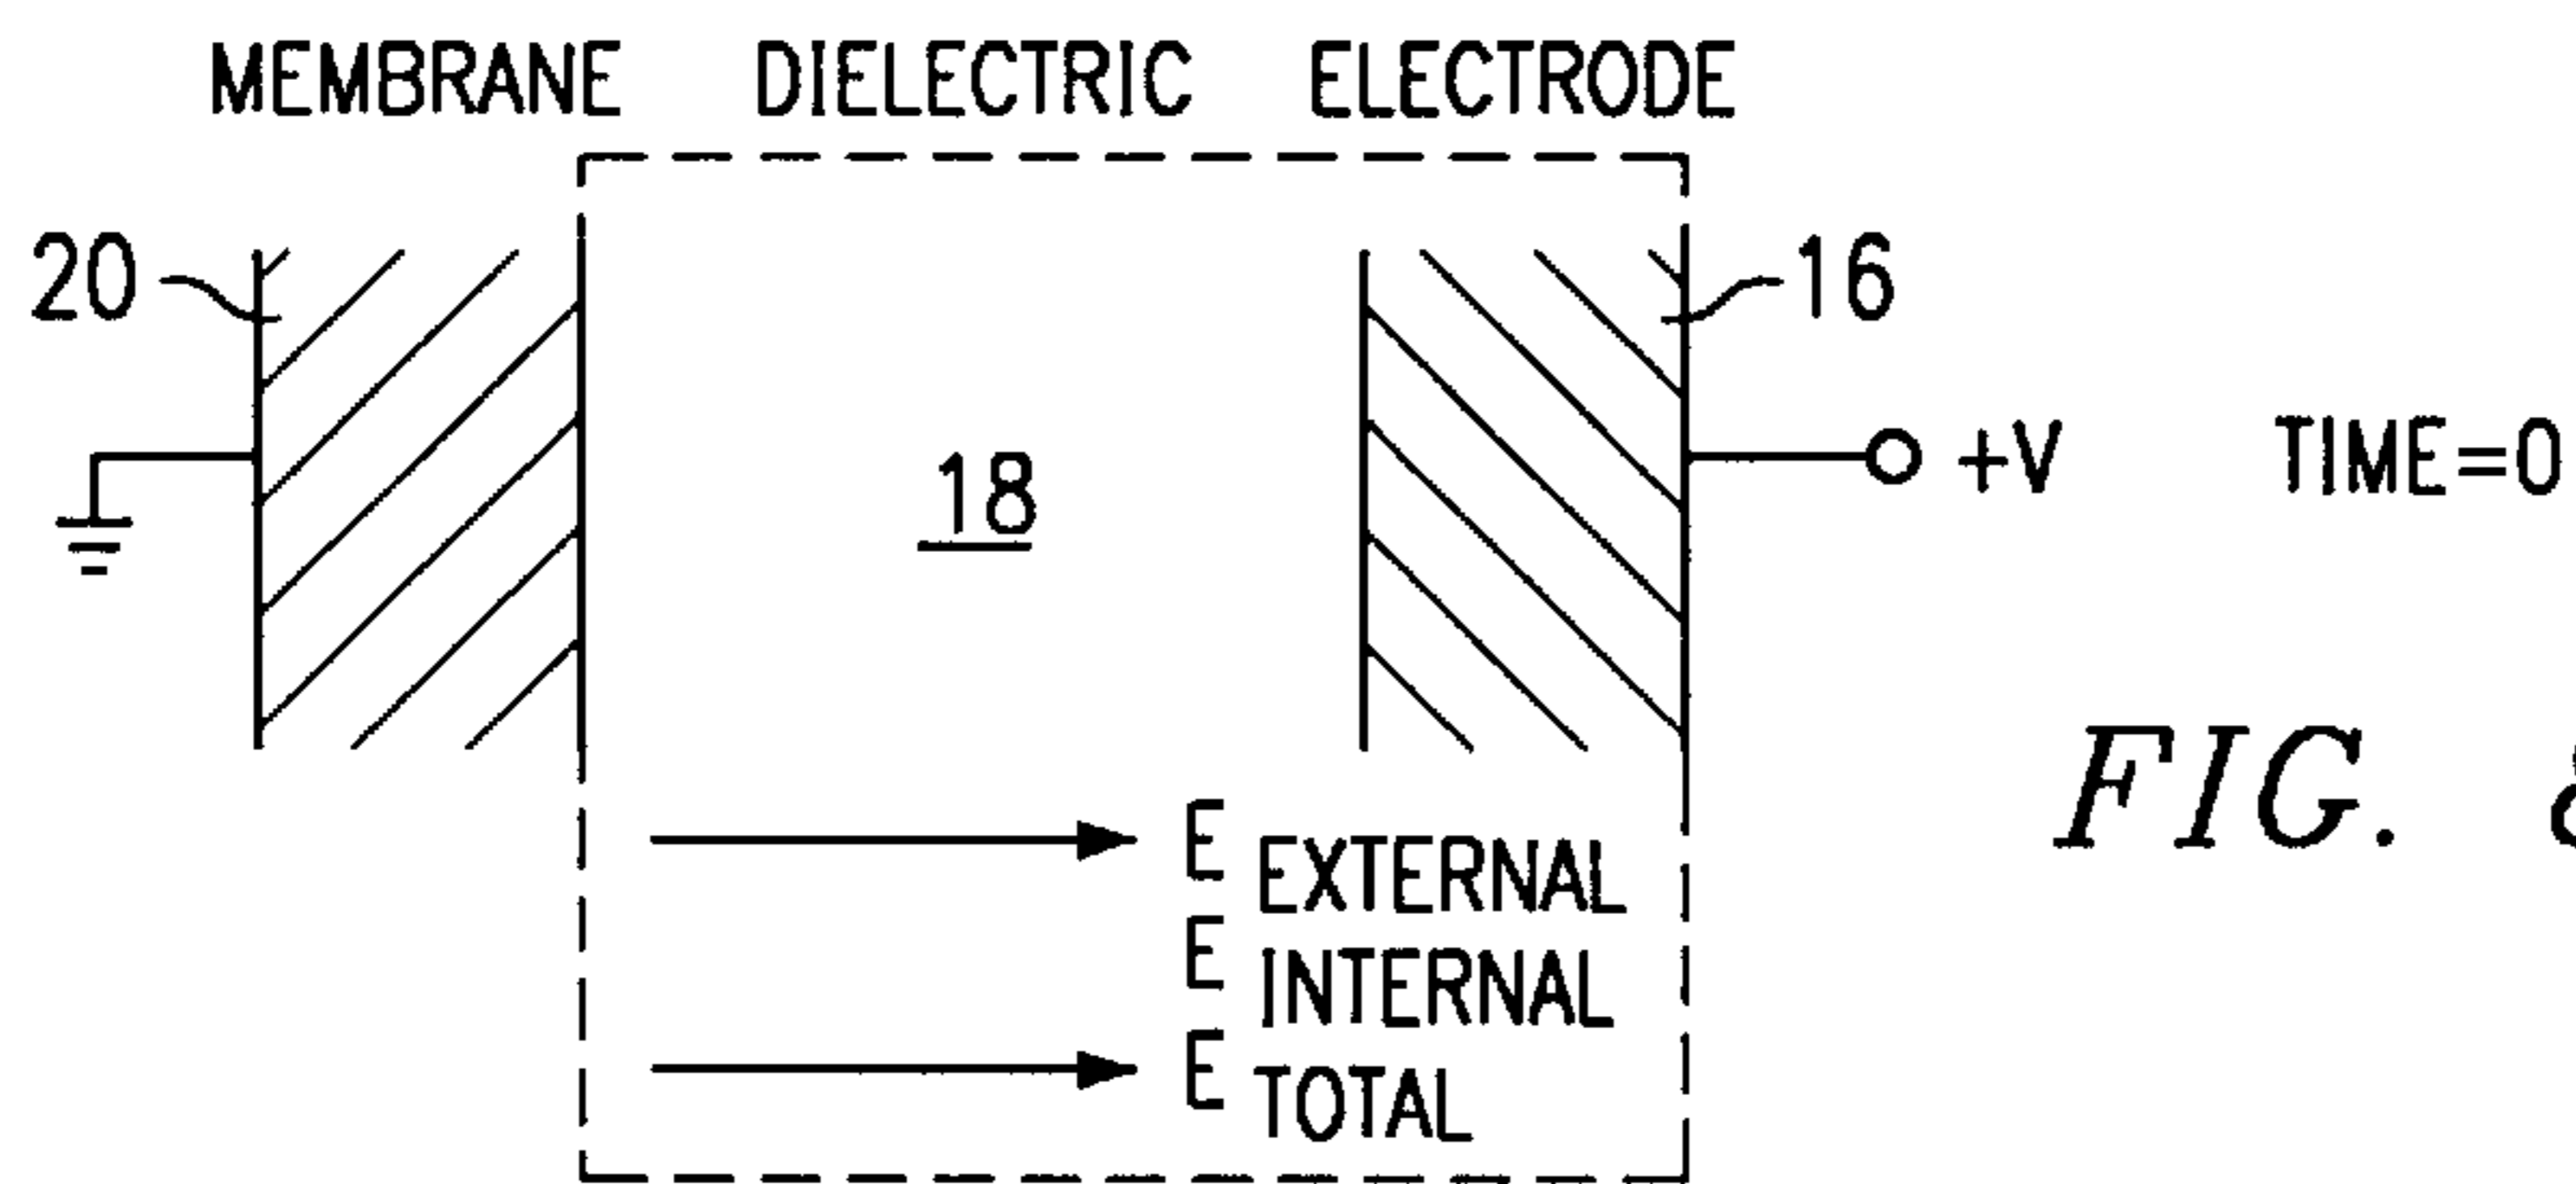 MEMBRANE DIELECTRIC ELECTRODE
20
16
18
+V
TIME=0
E EXTERNAL
E INTERNAL
E TOTAL
FIG.